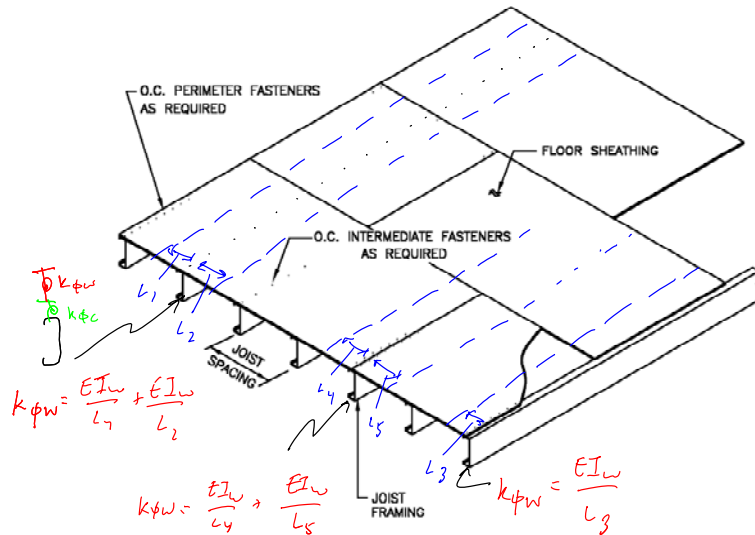 O.C. PERIMETER FASTENERS
AS REQUIRED
FLOOR SHEATHING
O.C. INTERMEDIATE FASTENERS
AS REQUIRED
kϕw
kϕc
L1
L2
JOIST
SPACING
L4
L5
L3
kϕw = EIw/L1 + EIw/L2
kϕw = EIw/L4 + EIw/L5
kϕw = EIw/L3
JOIST
FRAMING